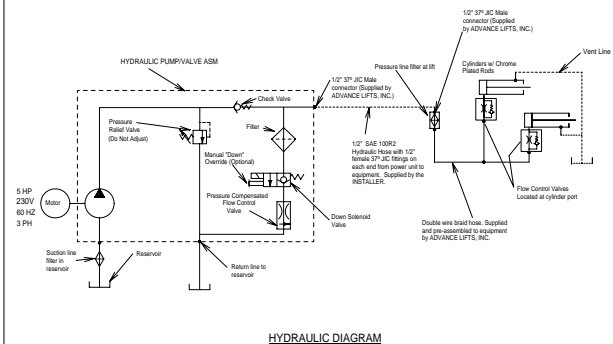 1/2" 37º JIC Male
connector (Supplied
by ADVANCE LIFTS, INC.)
HYDRAULIC PUMP/VALVE ASM
1/2" 37º JIC Male
connector (Supplied by
ADVANCE LIFTS, INC.)
Pressure line filter at lift
Cylinders w/ Chrome
Plated Rods
Vent Line
Check Valve
Pressure
Relief Valve
(Do Not Adjust)
Filter
Manual "Down"
Override (Optional)
Pressure Compensated
Flow Control
Valve
Down Solenoid
Valve
1/2" SAE 100R2
Hydraulic Hose with 1/2"
female 37º JIC fittings on
each end from power unit to
equipment. Supplied by the
INSTALLER.
Flow Control Valves
Located at cylinder port
Double wire braid hose. Supplied
and pre-assembled to equipment
by ADVANCE LIFTS, INC.
5 HP
230V
60 HZ
3 PH
Motor
Suction line
filter in
reservoir
Reservoir
Return line to
reservoir
HYDRAULIC DIAGRAM